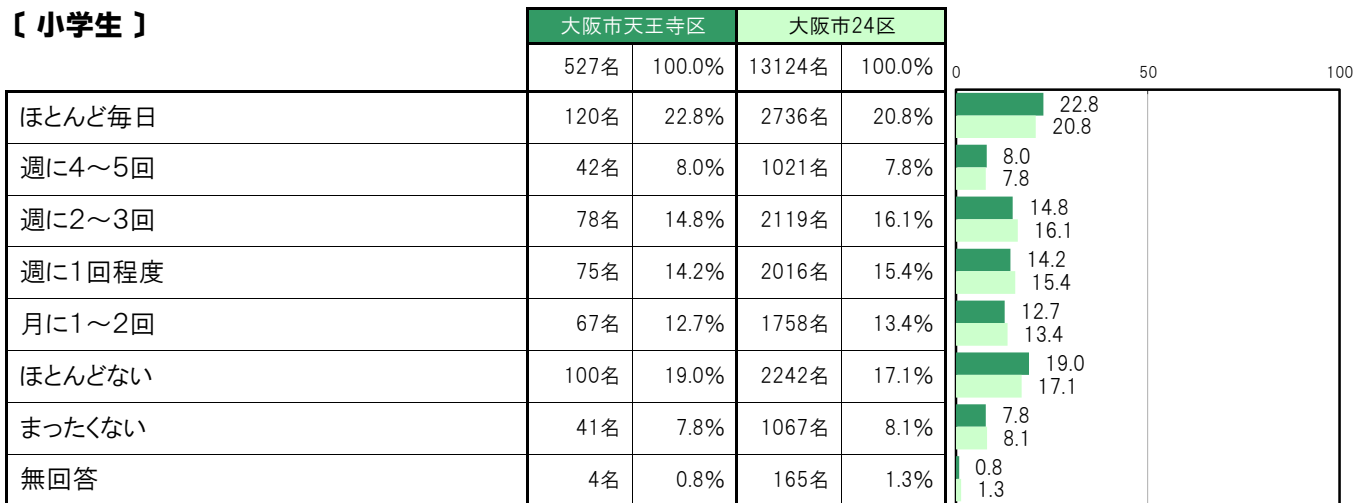 〔 小学生 〕
大阪市天王寺区 大阪市24区
527名 100.0% 13124名 100.0% 0 50 100
ほとんど毎日 120名 22.8% 2736名 20.8% 22.8
20.8
週に4～5回 42名 8.0% 1021名 7.8% 8.0
7.8
週に2～3回 78名 14.8% 2119名 16.1% 14.8
16.1
週に1回程度 75名 14.2% 2016名 15.4% 14.2
15.4
月に1～2回 67名 12.7% 1758名 13.4% 12.7
13.4
ほとんどない 100名 19.0% 2242名 17.1% 19.0
17.1
まったくない 41名 7.8% 1067名 8.1% 7.8
8.1
無回答 4名 0.8% 165名 1.3% 0.8
1.3